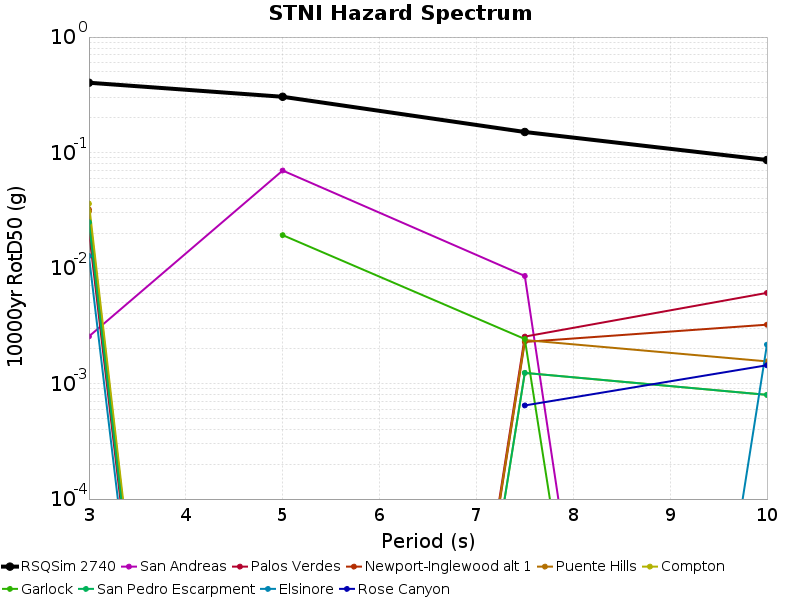 STNI Hazard Spectrum
10000yr RotD50 (g)
10^0
10^-1
10^-2
10^-3
10^-4
3 4 5 6 7 8 9 10
Period (s)
RSQSim 2740 San Andreas Palos Verdes Newport-Inglewood alt 1 Puente Hills Compton
Garlock San Pedro Escarpment Elsinore Rose Canyon